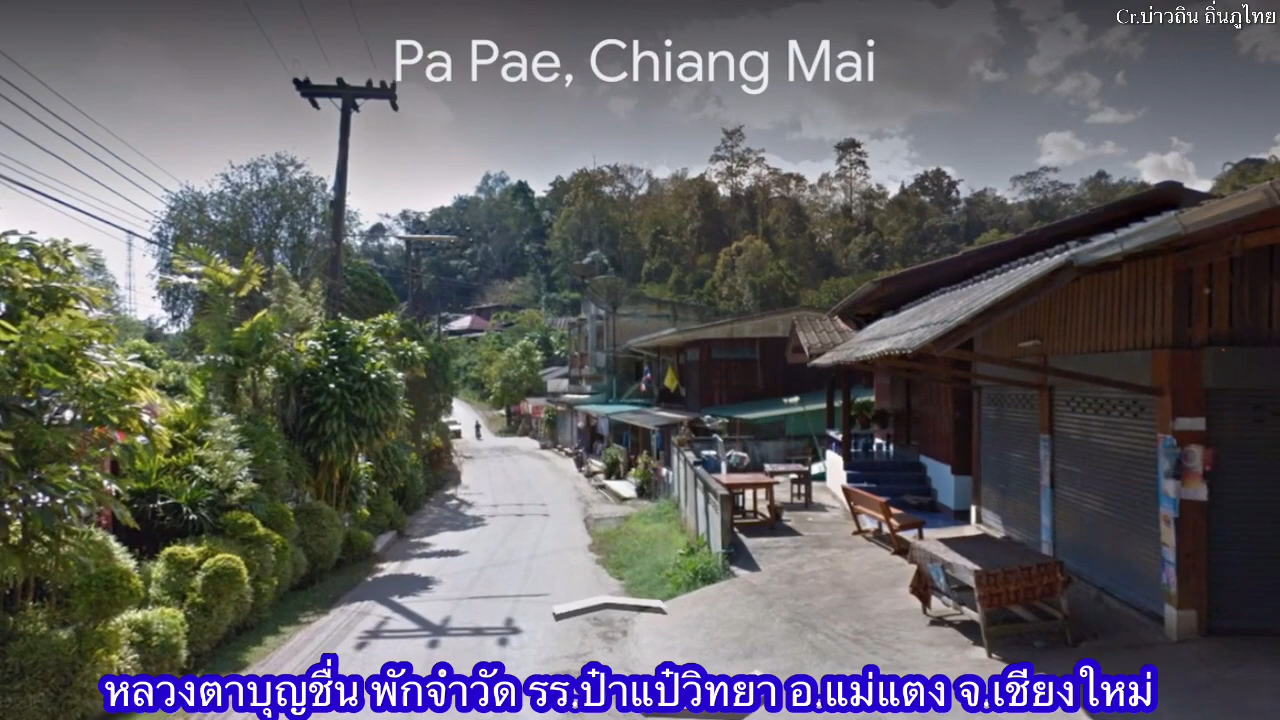 Cr.บ่าวถิน ถิ่นภูไทย
Pa Pae, Chiang Mai
หลวงตาบุญชื่น พักจำวัด รร.ป๋าแป๋วิทยา อ.แม่แตง จ.เชียงใหม่